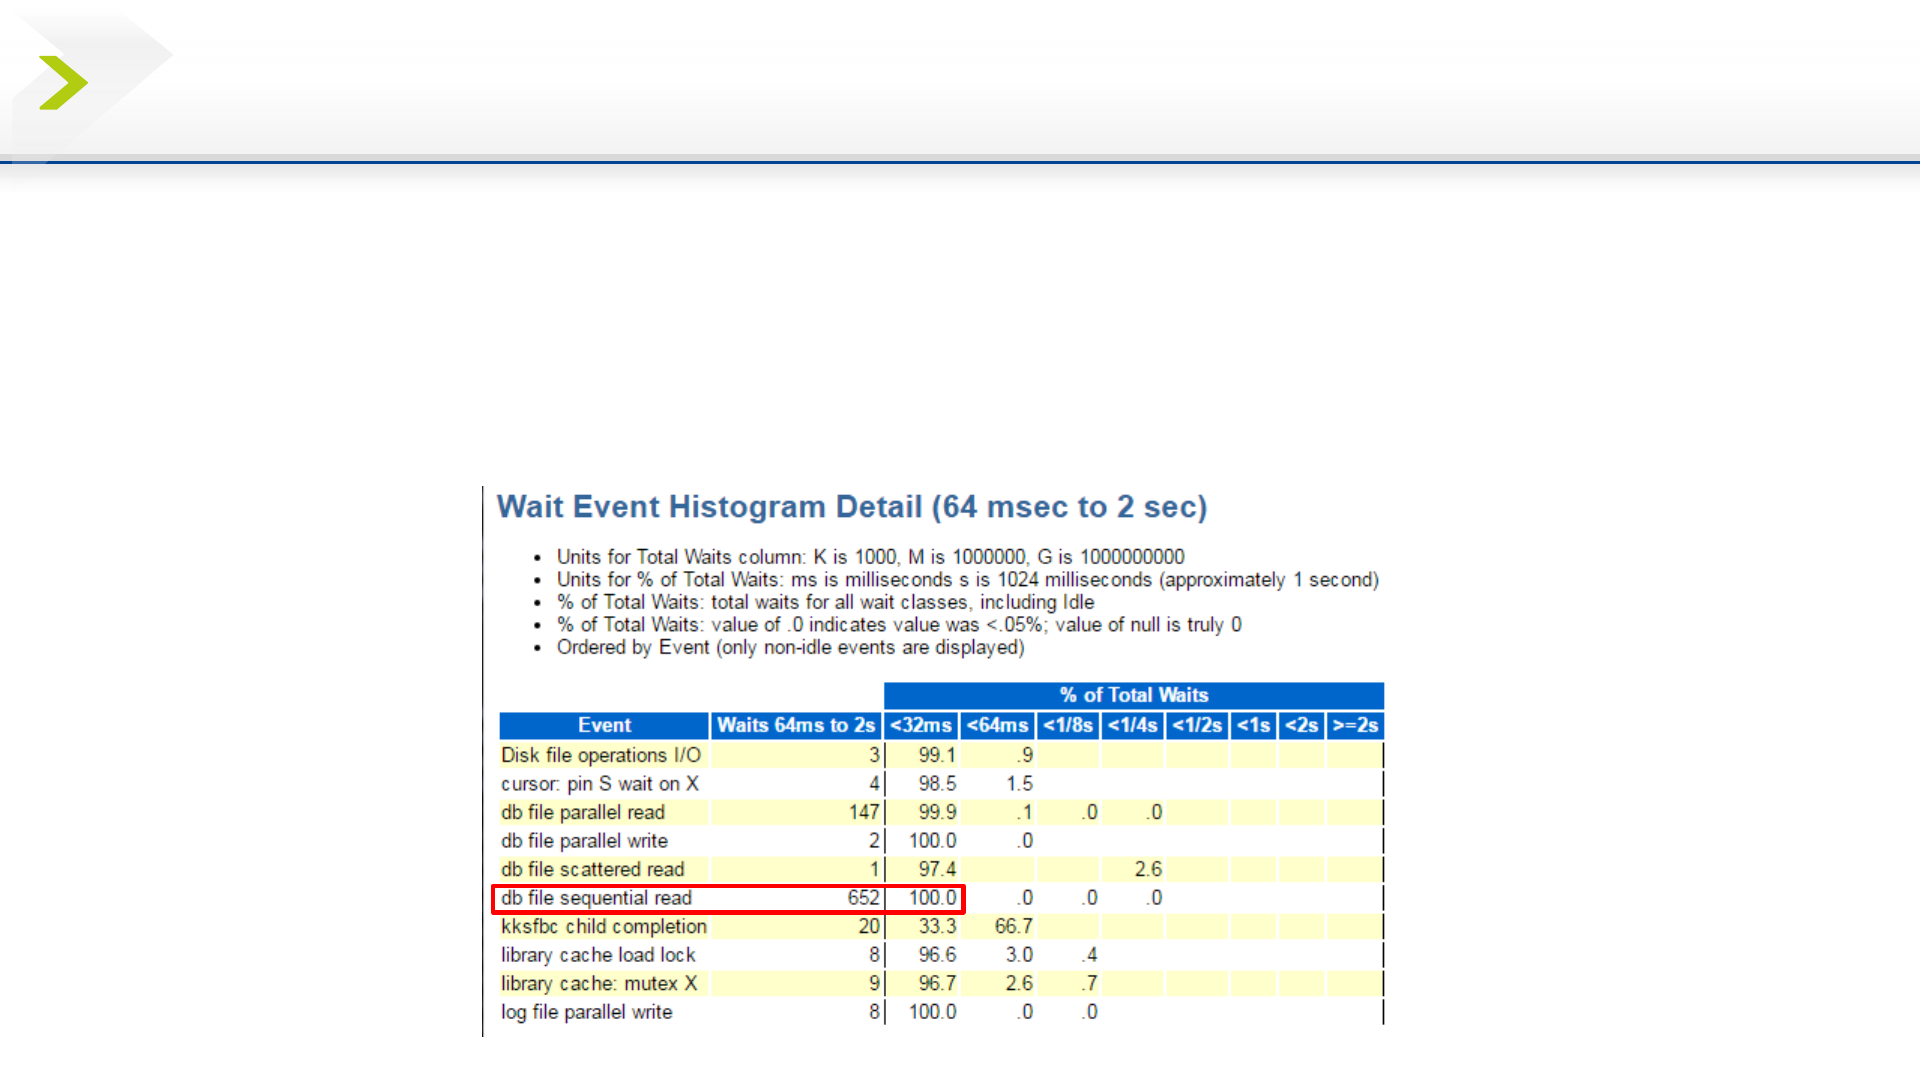 Wait Event Histogram Detail (64 msec to 2 sec)
• Units for Total Waits column: K is 1000, M is 1000000, G is 1000000000
• Units for % of Total Waits: ms is milliseconds s is 1024 milliseconds (approximately 1 second)
• % of Total Waits: total waits for all wait classes, including Idle
• % of Total Waits: value of .0 indicates value was <.05%; value of null is truly 0
• Ordered by Event (only non-idle events are displayed)
% of Total Waits
Event Waits 64ms to 2s <32ms <64ms <1/8s <1/4s <1/2s <1s <2s >=2s
Disk file operations I/O 3 99.1 .9
cursor: pin S wait on X 4 98.5 1.5
db file parallel read 147 99.9 .1 .0 .0
db file parallel write 2 100.0 .0
db file scattered read 1 97.4 2.6
db file sequential read 652 100.0 .0 .0 .0
kksfbc child completion 20 33.3 66.7
library cache load lock 8 96.6 3.0 .4
library cache: mutex X 9 96.7 2.6 .7
log file parallel write 8 100.0 .0 .0